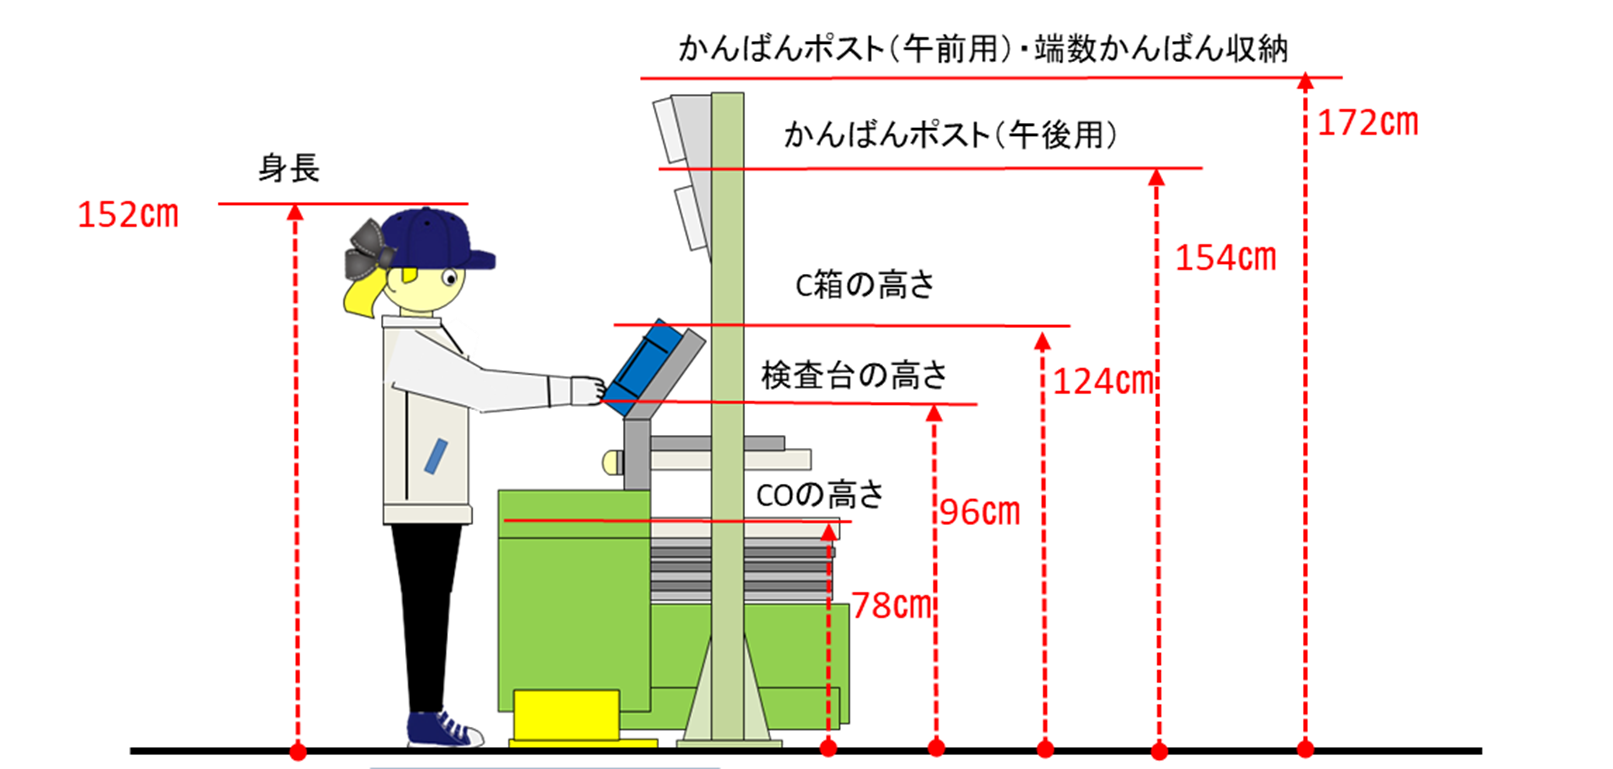 かんばんポスト(午前用)・端数かんばん収納
172cm
かんばんポスト(午後用)
154cm
身長
152cm
C箱の高さ
124cm
検査台の高さ
96cm
COの高さ
78cm